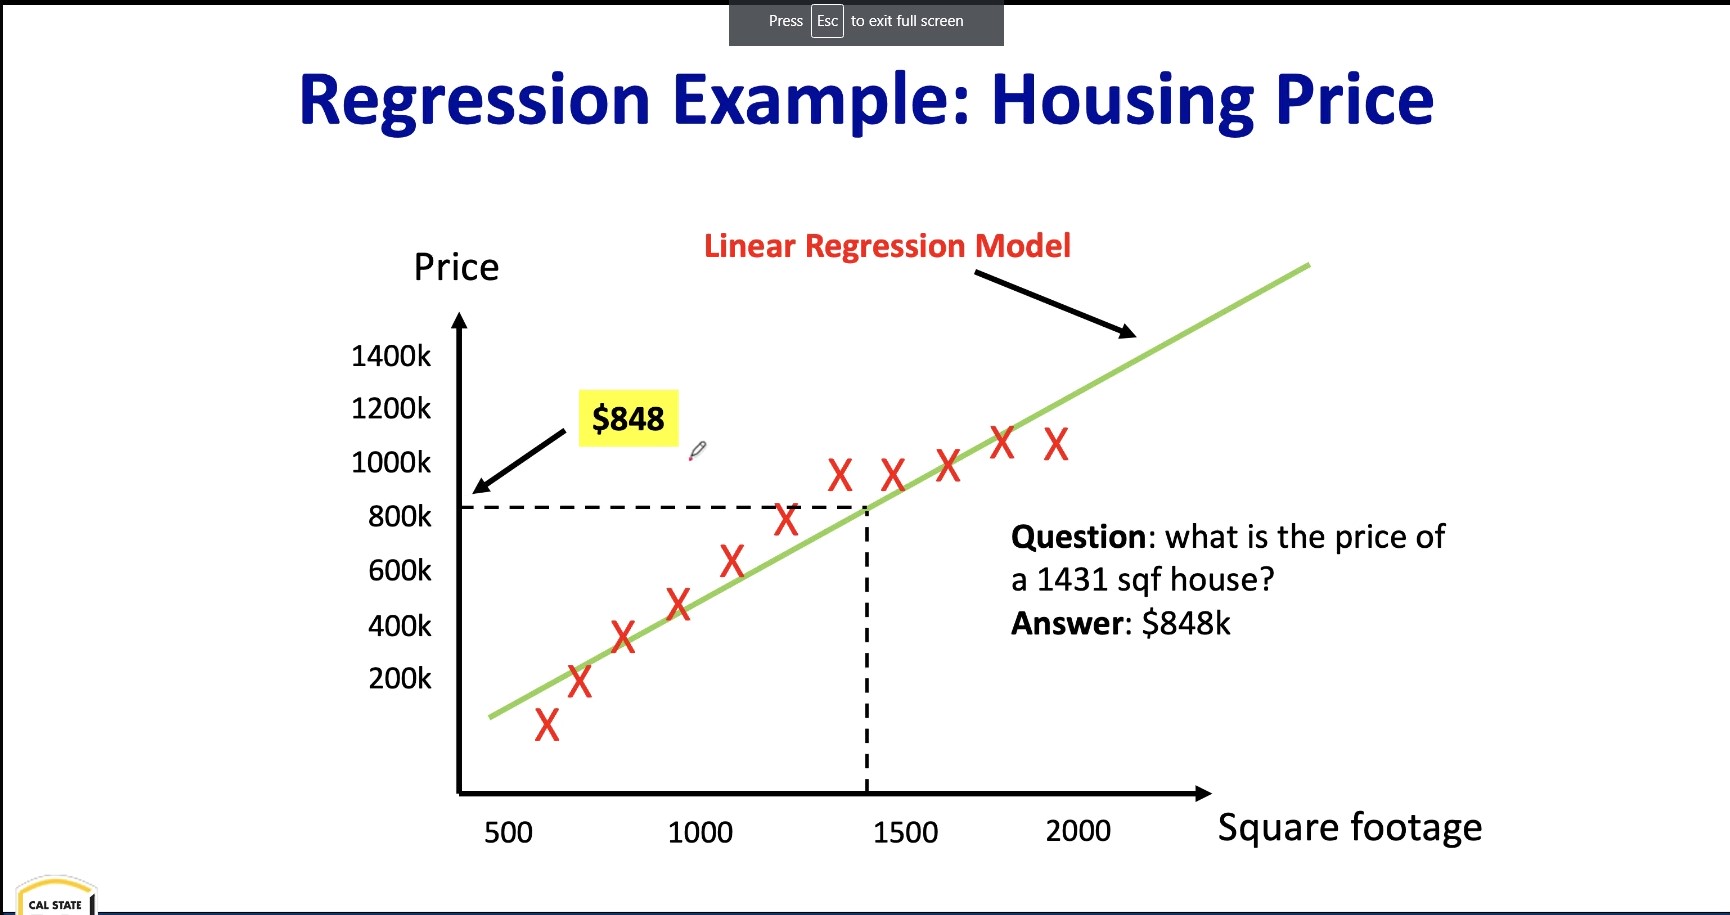 Press Esc to exit full screen
Regression Example: Housing Price
Linear Regression Model
Price
1400k
1200k
$848
1000k
800k
600k
400k
200k
X X X X X X X X X X X
Question: what is the price of
a 1431 sqf house?
Answer: $848k
500 1000 1500 2000
Square footage
CAL STATE